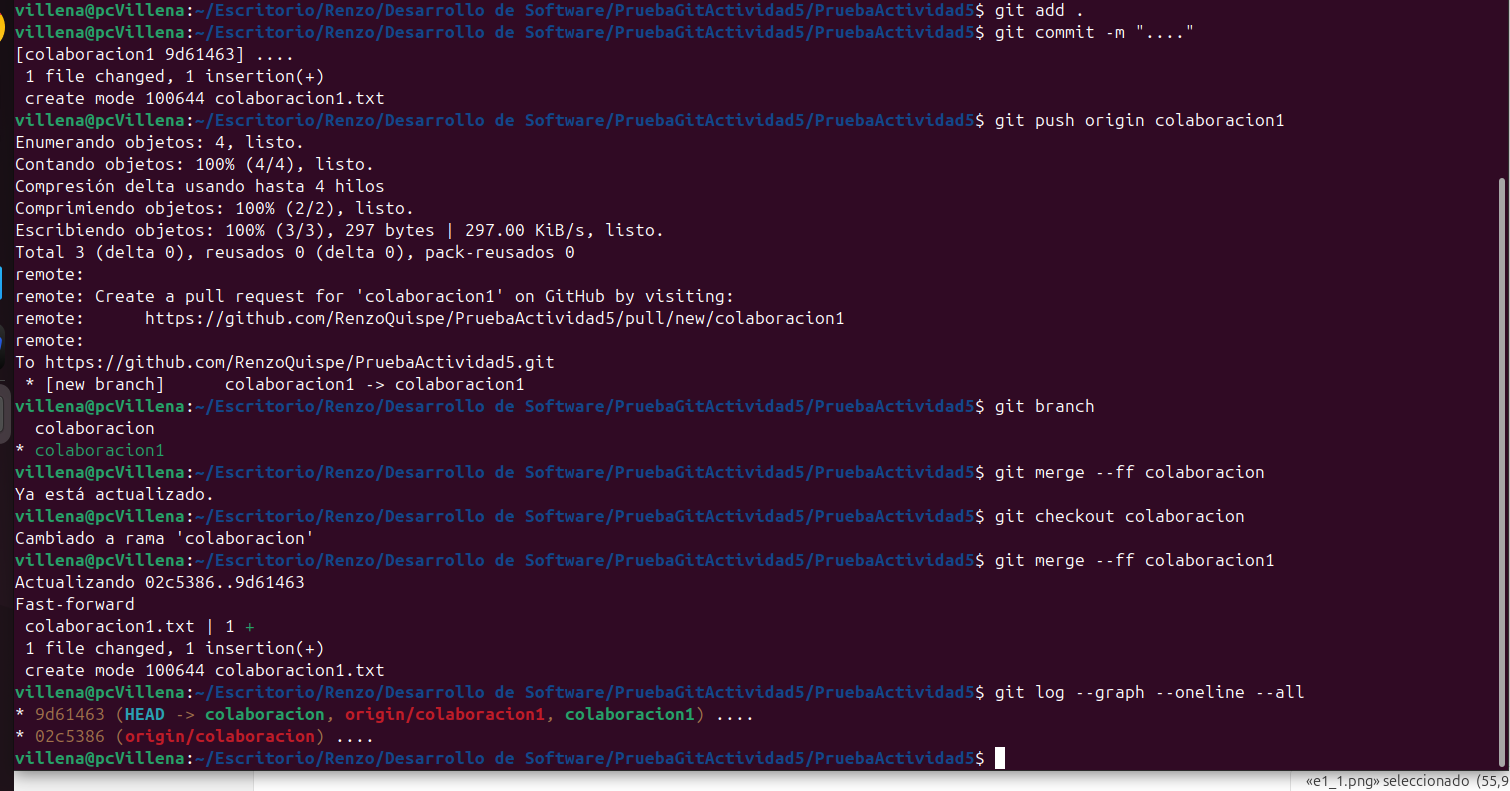 villena@pcVillena:~/Escritorio/Renzo/Desarrollo de Software/PruebaGitActividad5/PruebaActividad5$ git add .
villena@pcVillena:~/Escritorio/Renzo/Desarrollo de Software/PruebaGitActividad5/PruebaActividad5$ git commit -m "...."
[colaboracion1 9d61463] ....
 1 file changed, 1 insertion(+)
 create mode 100644 colaboracion1.txt
villena@pcVillena:~/Escritorio/Renzo/Desarrollo de Software/PruebaGitActividad5/PruebaActividad5$ git push origin colaboracion1
Enumerando objetos: 4, listo.
Contando objetos: 100% (4/4), listo.
Compresión delta usando hasta 4 hilos
Comprimiendo objetos: 100% (2/2), listo.
Escribiendo objetos: 100% (3/3), 297 bytes | 297.00 KiB/s, listo.
Total 3 (delta 0), reusados 0 (delta 0), pack-reusados 0
remote:
remote: Create a pull request for 'colaboracion1' on GitHub by visiting:
remote:      https://github.com/RenzoQuispe/PruebaActividad5/pull/new/colaboracion1
remote:
To https://github.com/RenzoQuispe/PruebaActividad5.git
 * [new branch]      colaboracion1 -> colaboracion1
villena@pcVillena:~/Escritorio/Renzo/Desarrollo de Software/PruebaGitActividad5/PruebaActividad5$ git branch
  colaboracion
* colaboracion1
villena@pcVillena:~/Escritorio/Renzo/Desarrollo de Software/PruebaGitActividad5/PruebaActividad5$ git merge --ff colaboracion
Ya está actualizado.
villena@pcVillena:~/Escritorio/Renzo/Desarrollo de Software/PruebaGitActividad5/PruebaActividad5$ git checkout colaboracion
Cambiado a rama 'colaboracion'
villena@pcVillena:~/Escritorio/Renzo/Desarrollo de Software/PruebaGitActividad5/PruebaActividad5$ git merge --ff colaboracion1
Actualizando 02c5386..9d61463
Fast-forward
 colaboracion1.txt | 1 +
 1 file changed, 1 insertion(+)
 create mode 100644 colaboracion1.txt
villena@pcVillena:~/Escritorio/Renzo/Desarrollo de Software/PruebaGitActividad5/PruebaActividad5$ git log --graph --oneline --all
* 9d61463 (HEAD -> colaboracion, origin/colaboracion1, colaboracion1) ....
* 02c5386 (origin/colaboracion) ....
villena@pcVillena:~/Escritorio/Renzo/Desarrollo de Software/PruebaGitActividad5/PruebaActividad5$
«e1_1.png» seleccionado (55,9